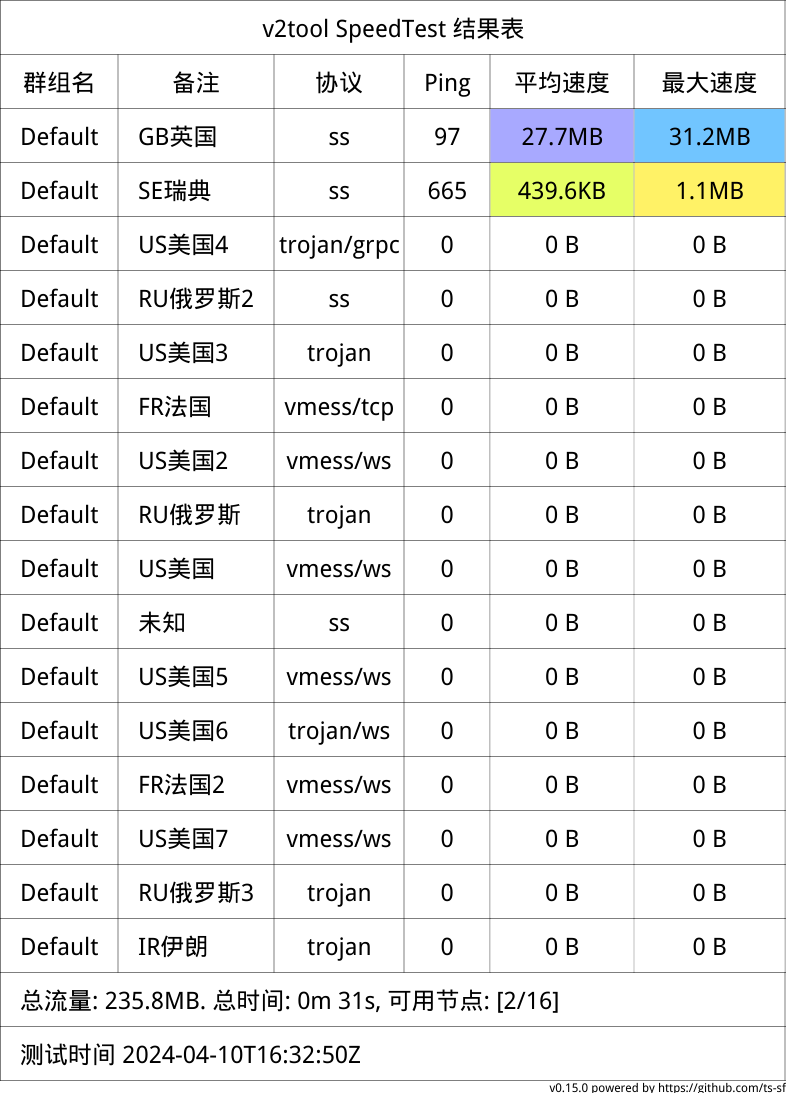 v2tool SpeedTest 结果表
群组名 备注 协议 Ping 平均速度 最大速度
Default GB英国 ss 97 27.7MB 31.2MB
Default SE瑞典 ss 665 439.6KB 1.1MB
Default US美国4 trojan/grpc 0 0 B 0 B
Default RU俄罗斯2 ss 0 0 B 0 B
Default US美国3 trojan 0 0 B 0 B
Default FR法国 vmess/tcp 0 0 B 0 B
Default US美国2 vmess/ws 0 0 B 0 B
Default RU俄罗斯 trojan 0 0 B 0 B
Default US美国 vmess/ws 0 0 B 0 B
Default 未知 ss 0 0 B 0 B
Default US美国5 vmess/ws 0 0 B 0 B
Default US美国6 trojan/ws 0 0 B 0 B
Default FR法国2 vmess/ws 0 0 B 0 B
Default US美国7 vmess/ws 0 0 B 0 B
Default RU俄罗斯3 trojan 0 0 B 0 B
Default IR伊朗 trojan 0 0 B 0 B
总流量: 235.8MB. 总时间: 0m 31s, 可用节点: [2/16]
测试时间 2024-04-10T16:32:50Z
v0.15.0 powered by https://github.com/ts-sf